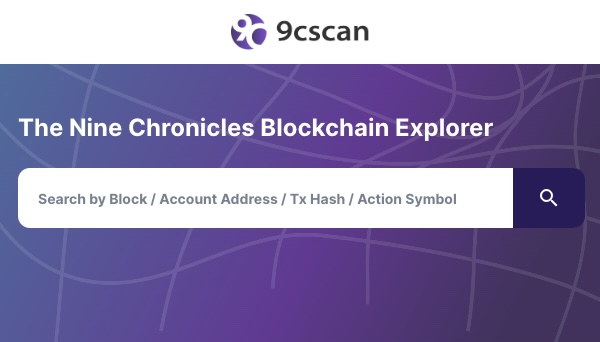 9cscan
The Nine Chronicles Blockchain Explorer
Search by Block / Account Address / Tx Hash / Action Symbol